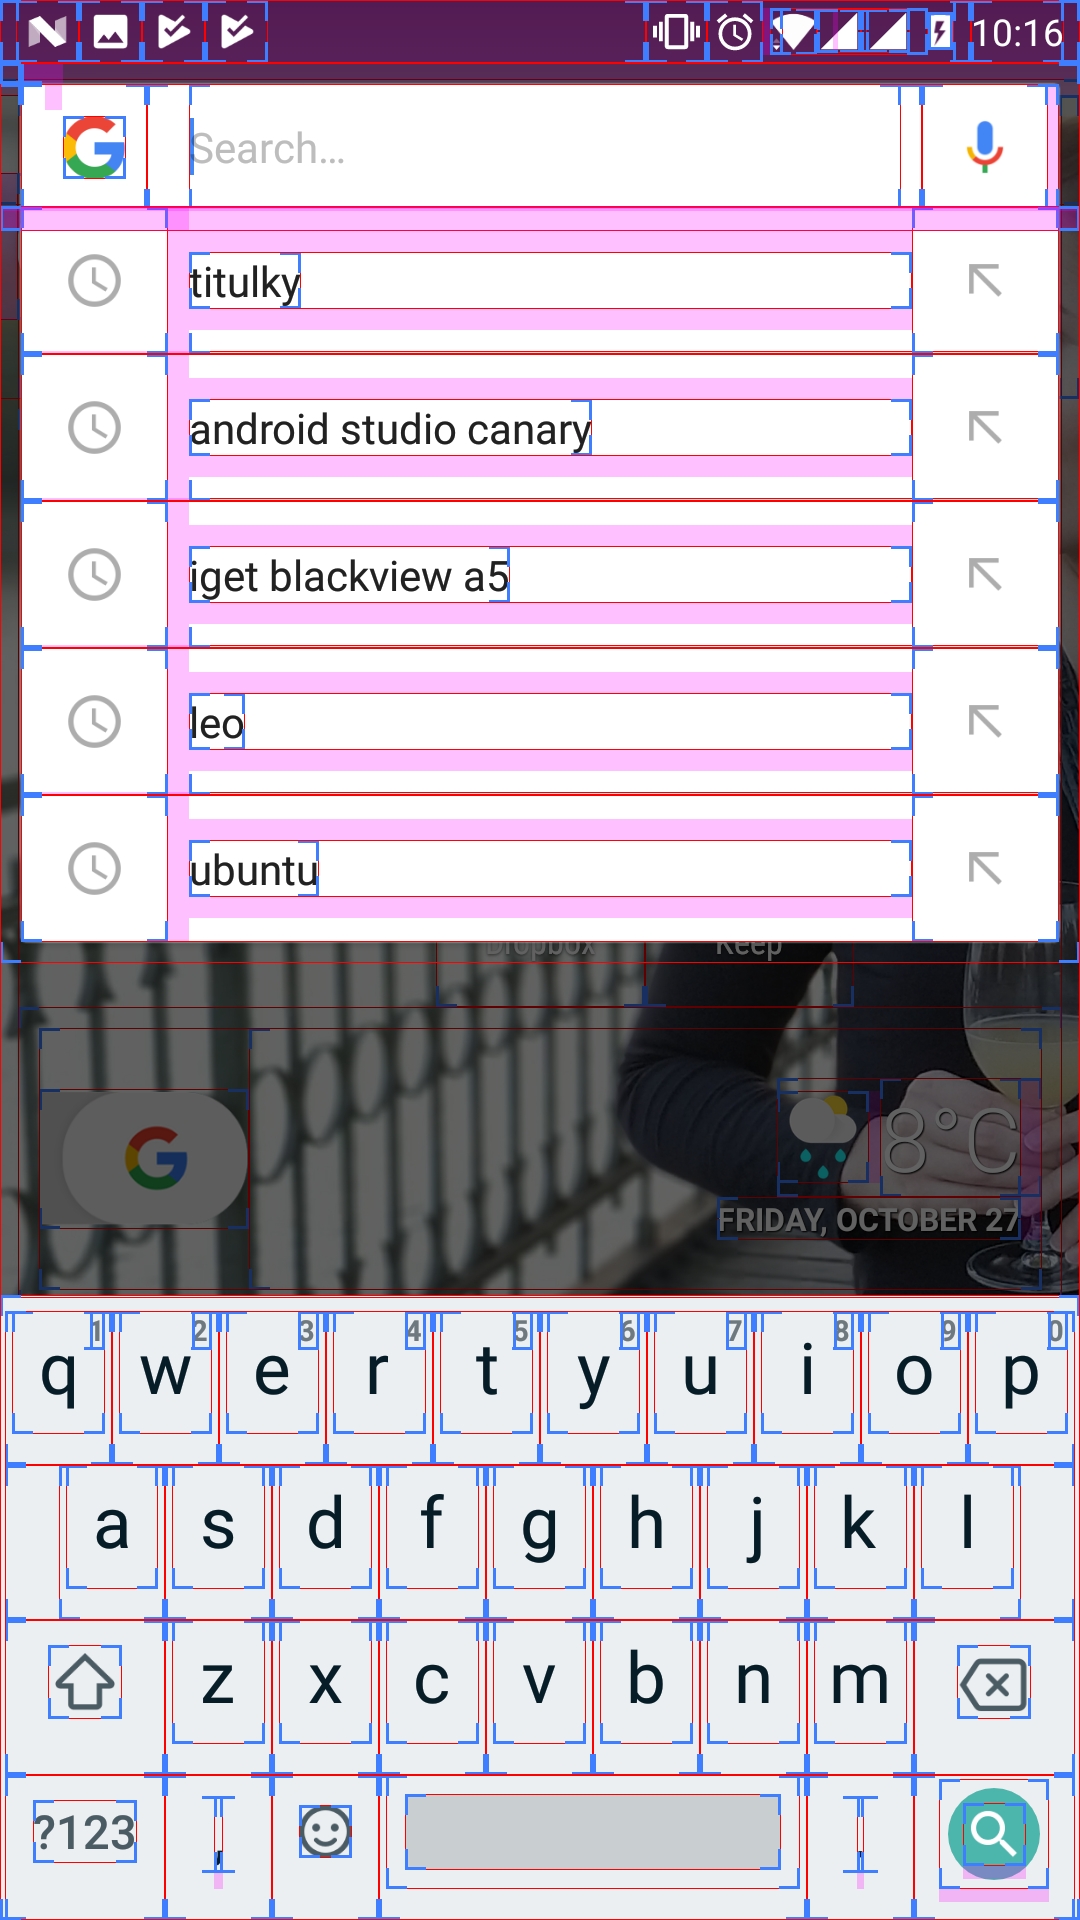 10:16
Search...
titulky
android studio canary
iget blackview a5
leo
ubuntu
Dropbox Keep
8°C
FRIDAY, OCTOBER 27
1 2 3 4 5 6 7 8 9 0
q w e r t y u i o p
a s d f g h j k l
z x c v b n m
?123 , .